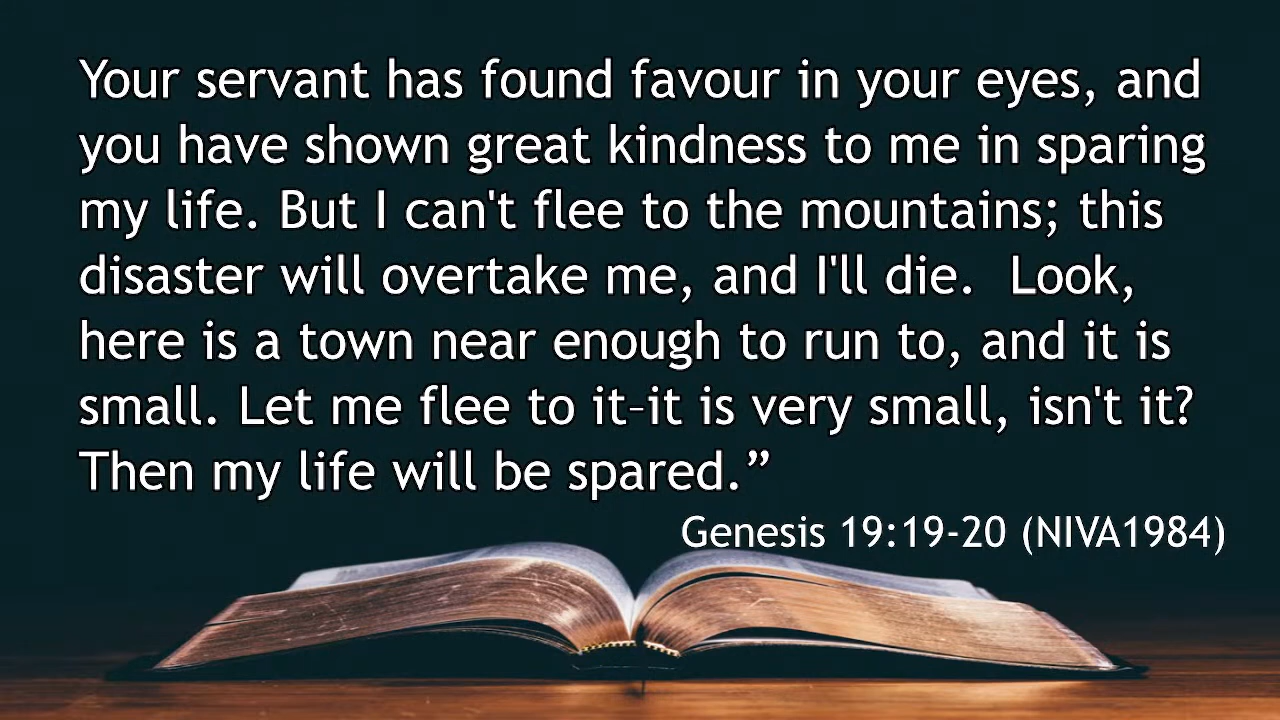 Your servant has found favour in your eyes, and
you have shown great kindness to me in sparing
my life. But I can't flee to the mountains; this
disaster will overtake me, and I'll die.  Look,
here is a town near enough to run to, and it is
small. Let me flee to it–it is very small, isn't it?
Then my life will be spared.”
Genesis 19:19-20 (NIVA1984)